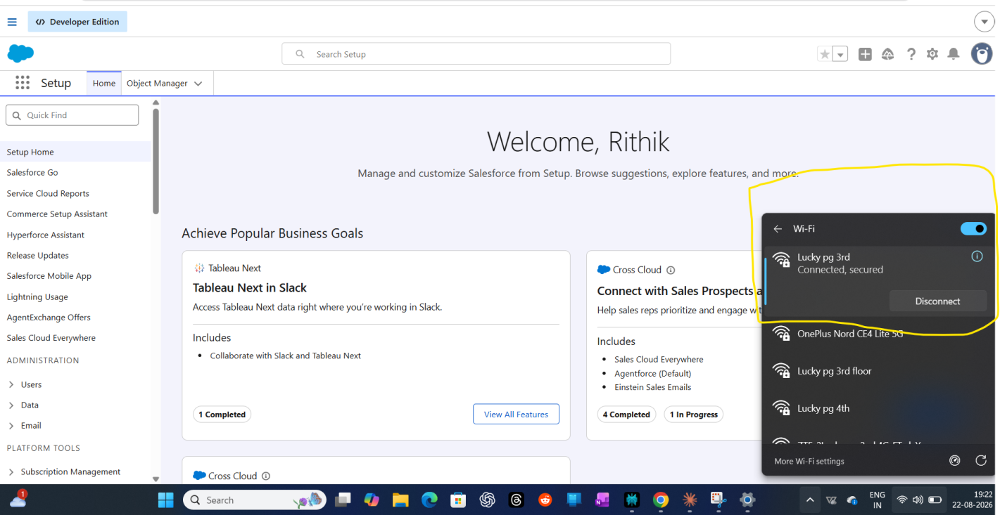 </> Developer Edition
Search Setup
Setup
Home
Object Manager
Quick Find
Setup Home
Salesforce Go
Service Cloud Reports
Commerce Setup Assistant
Hyperforce Assistant
Release Updates
Salesforce Mobile App
Lightning Usage
AgentExchange Offers
Sales Cloud Everywhere
ADMINISTRATION
Users
Data
Email
PLATFORM TOOLS
Subscription Management
Welcome, Rithik
Manage and customize Salesforce from Setup. Browse suggestions, explore features, and more.
Achieve Popular Business Goals
Tableau Next
Tableau Next in Slack
Access Tableau Next data right where you're working in Slack.
Includes
• Collaborate with Slack and Tableau Next
1 Completed
View All Features
Cross Cloud
Connect with Sales Prospects
Help sales reps prioritize and engage
Includes
• Sales Cloud Everywhere
• Agentforce (Default)
• Einstein Sales Emails
4 Completed
1 In Progress
Cross Cloud
Wi-Fi
Lucky pg 3rd
Connected, secured
Disconnect
OnePlus Nord CE4 Lite 5G
Lucky pg 3rd floor
Lucky pg 4th
More Wi-Fi settings
1
Search
ENG
IN
19:22
22-08-2026